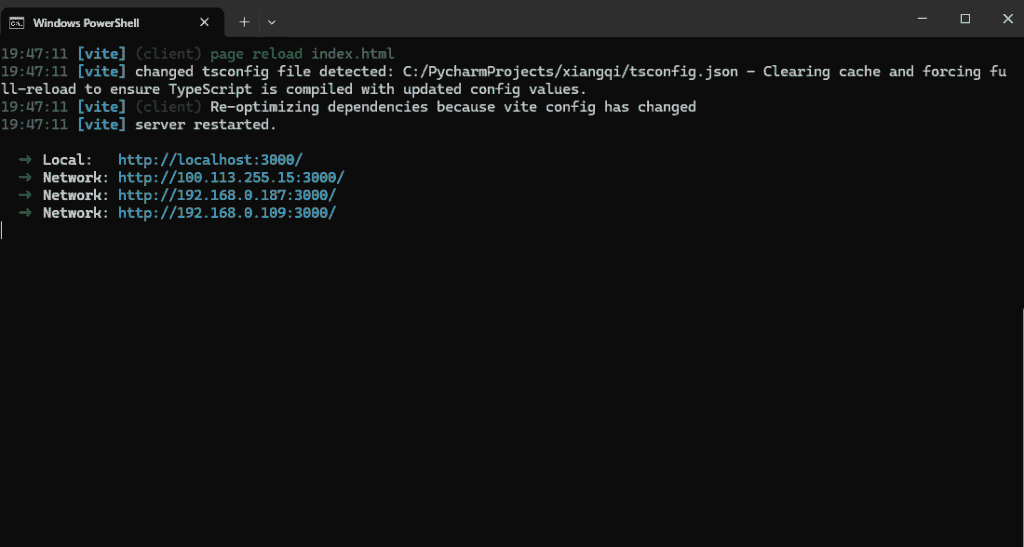 Windows PowerShell
19:47:11 [vite] (client) page reload index.html
19:47:11 [vite] changed tsconfig file detected: C:/PycharmProjects/xiangqi/tsconfig.json - Clearing cache and forcing fu
ll-reload to ensure TypeScript is compiled with updated config values.
19:47:11 [vite] (client) Re-optimizing dependencies because vite config has changed
19:47:11 [vite] server restarted.
➜ Local: http://localhost:3000/
➜ Network: http://100.113.255.15:3000/
➜ Network: http://192.168.0.187:3000/
➜ Network: http://192.168.0.109:3000/